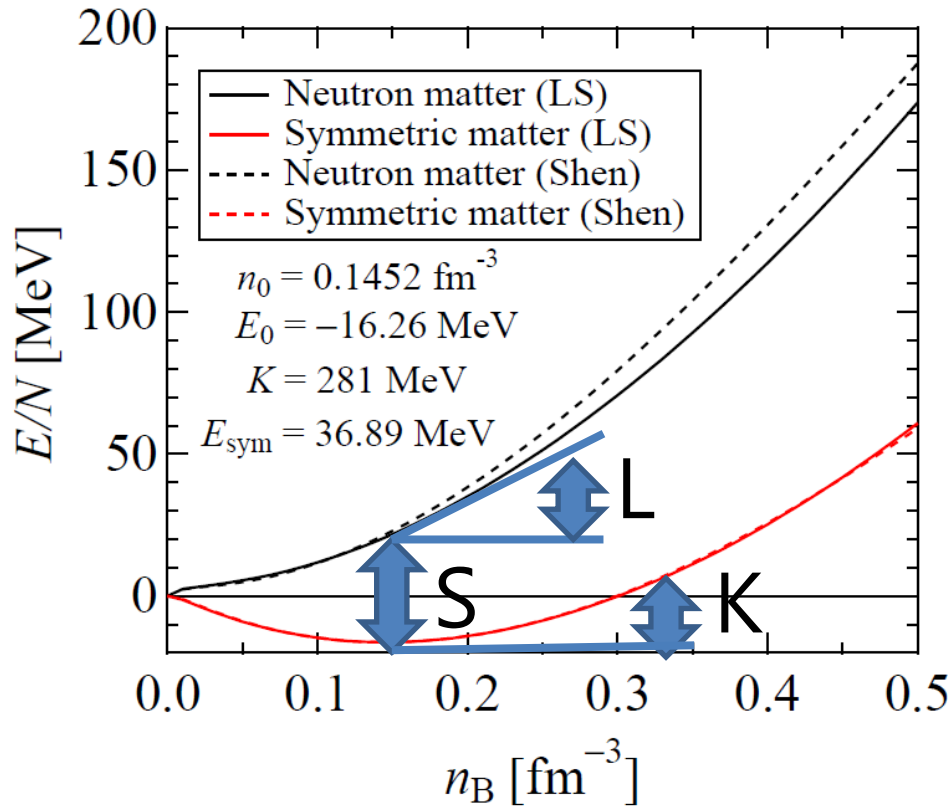 200
150
100
50
0
E/N [MeV]
Neutron matter (LS)
Symmetric matter (LS)
Neutron matter (Shen)
Symmetric matter (Shen)
n₀ = 0.1452 fm⁻³
E₀ = −16.26 MeV
K = 281 MeV
E_sym = 36.89 MeV
L
S
K
0.0 0.1 0.2 0.3 0.4 0.5
n_B [fm⁻³]